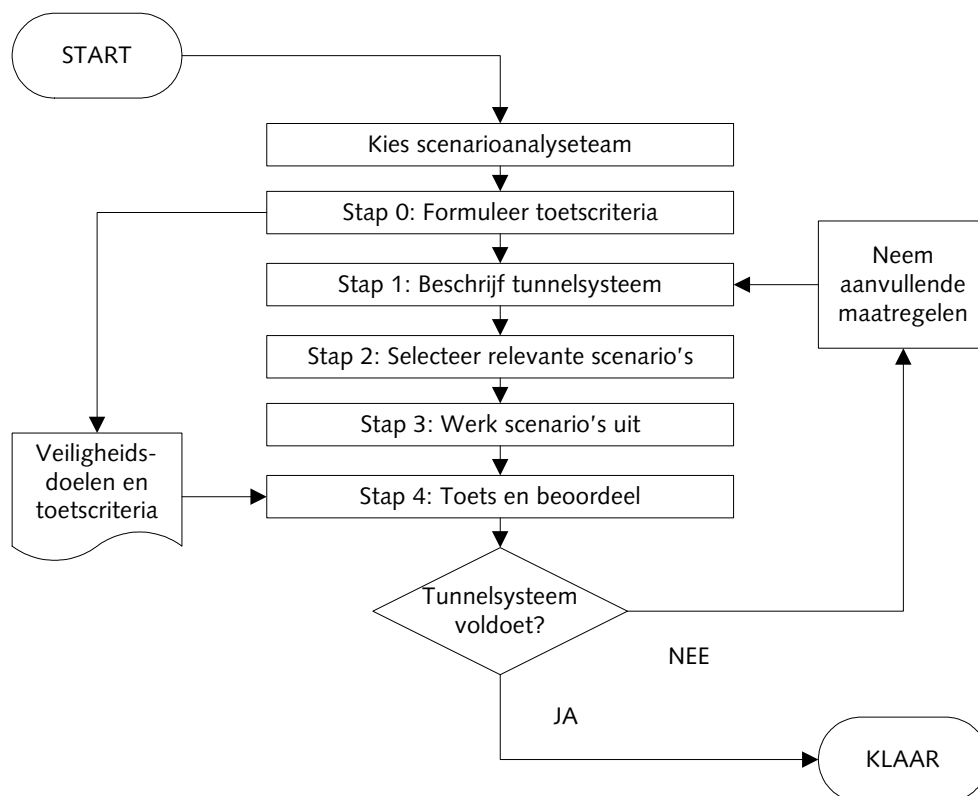 START
Kies scenarioanalyseteam
Stap 0: Formuleer toetscriteria
Stap 1: Beschrijf tunnelsysteem
Neem
aanvullende
maatregelen
Stap 2: Selecteer relevante scenario's
Stap 3: Werk scenario's uit
Veiligheids-
doelen en
toetscriteria
Stap 4: Toets en beoordeel
Tunnelsysteem
voldoet?
NEE
JA
KLAAR